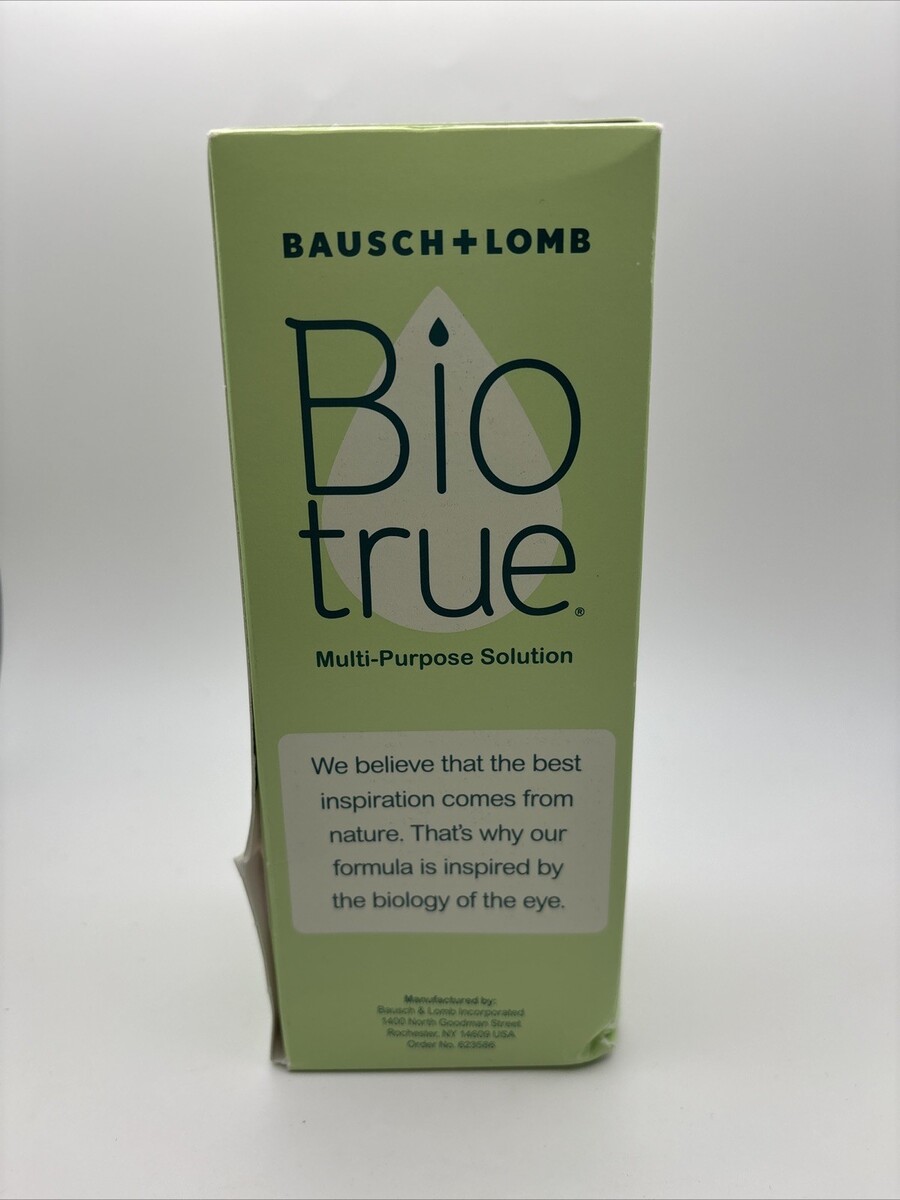 BAUSCH+LOMB
Bio
true®
Multi-Purpose Solution
We believe that the best
inspiration comes from
nature. That's why our
formula is inspired by
the biology of the eye.
Manufactured by:
Bausch & Lomb Incorporated
1400 North Goodman Street
Rochester, NY 14609 USA
Order No. 623566